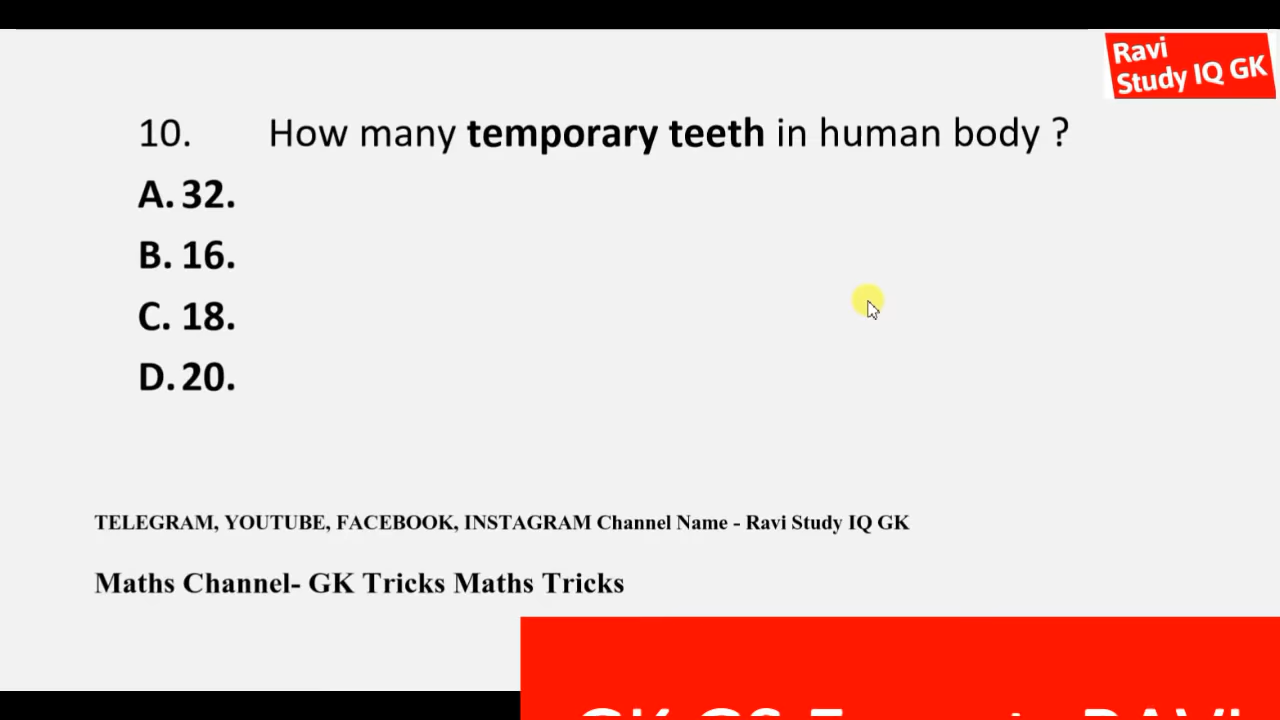 Ravi
Study IQ GK
10. How many temporary teeth in human body ?
A. 32.
B. 16.
C. 18.
D. 20.
TELEGRAM, YOUTUBE, FACEBOOK, INSTAGRAM Channel Name - Ravi Study IQ GK
Maths Channel- GK Tricks Maths Tricks